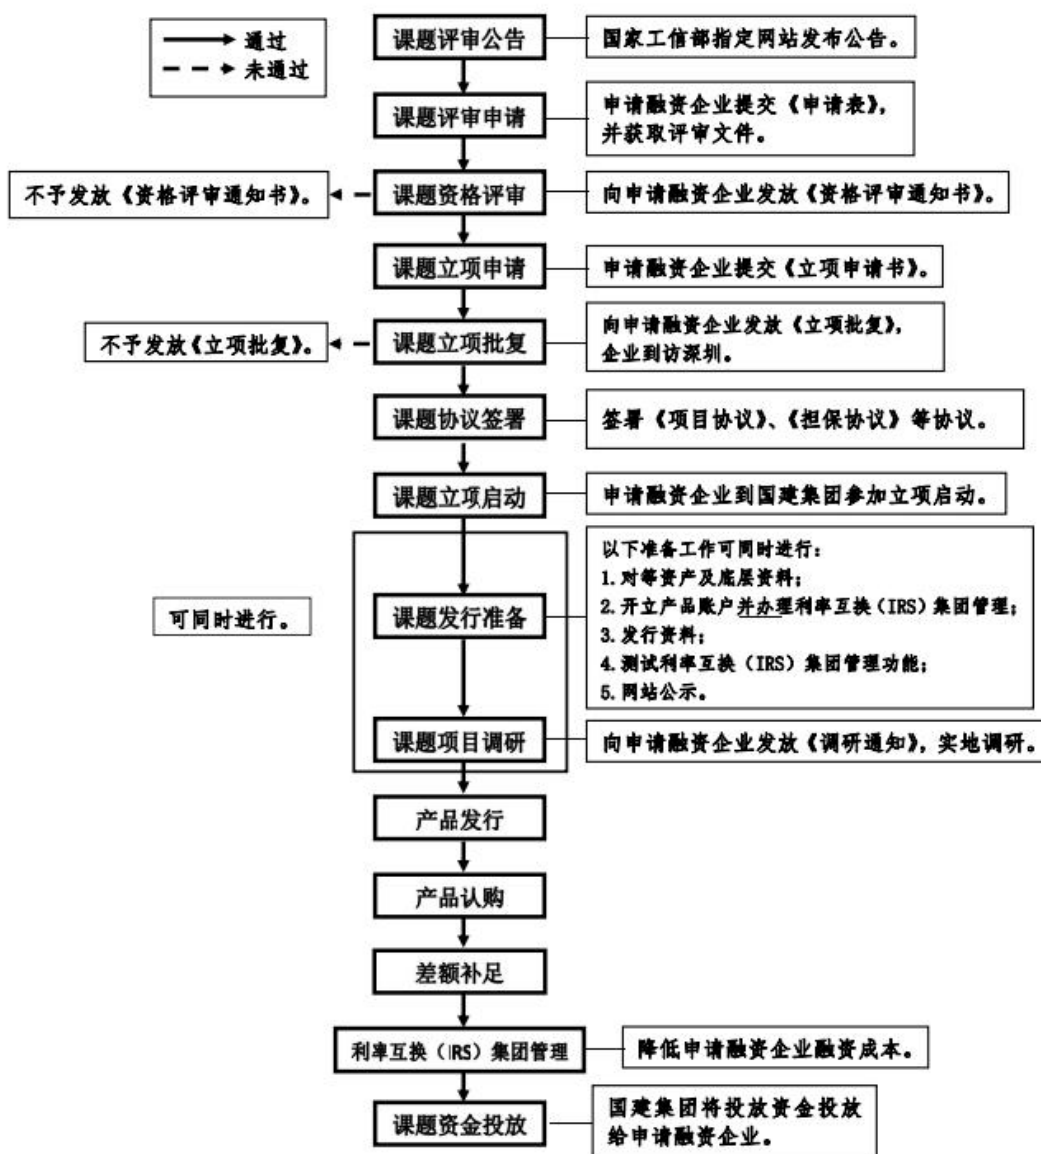 通过
未通过
课题评审公告
国家工信部指定网站发布公告。
课题评审申请
申请融资企业提交《申请表》，
并获取评审文件。
不予发放《资格评审通知书》。
课题资格评审
向申请融资企业发放《资格评审通知书》。
课题立项申请
申请融资企业提交《立项申请书》。
不予发放《立项批复》。
课题立项批复
向申请融资企业发放《立项批复》，
企业到访深圳。
课题协议签署
签署《项目协议》、《担保协议》等协议。
课题立项启动
申请融资企业到国建集团参加立项启动。
可同时进行。
课题发行准备
以下准备工作可同时进行：
1.对等资产及底层资料；
2.开立产品账户并办理利率互换（IRS）集团管理；
3.发行资料；
4.测试利率互换（IRS）集团管理功能；
5.网站公示。
课题项目调研
向申请融资企业发放《调研通知》，实地调研。
产品发行
产品认购
差额补足
利率互换（IRS）集团管理
降低申请融资企业融资成本。
课题资金投放
国建集团将投放资金投放
给申请融资企业。